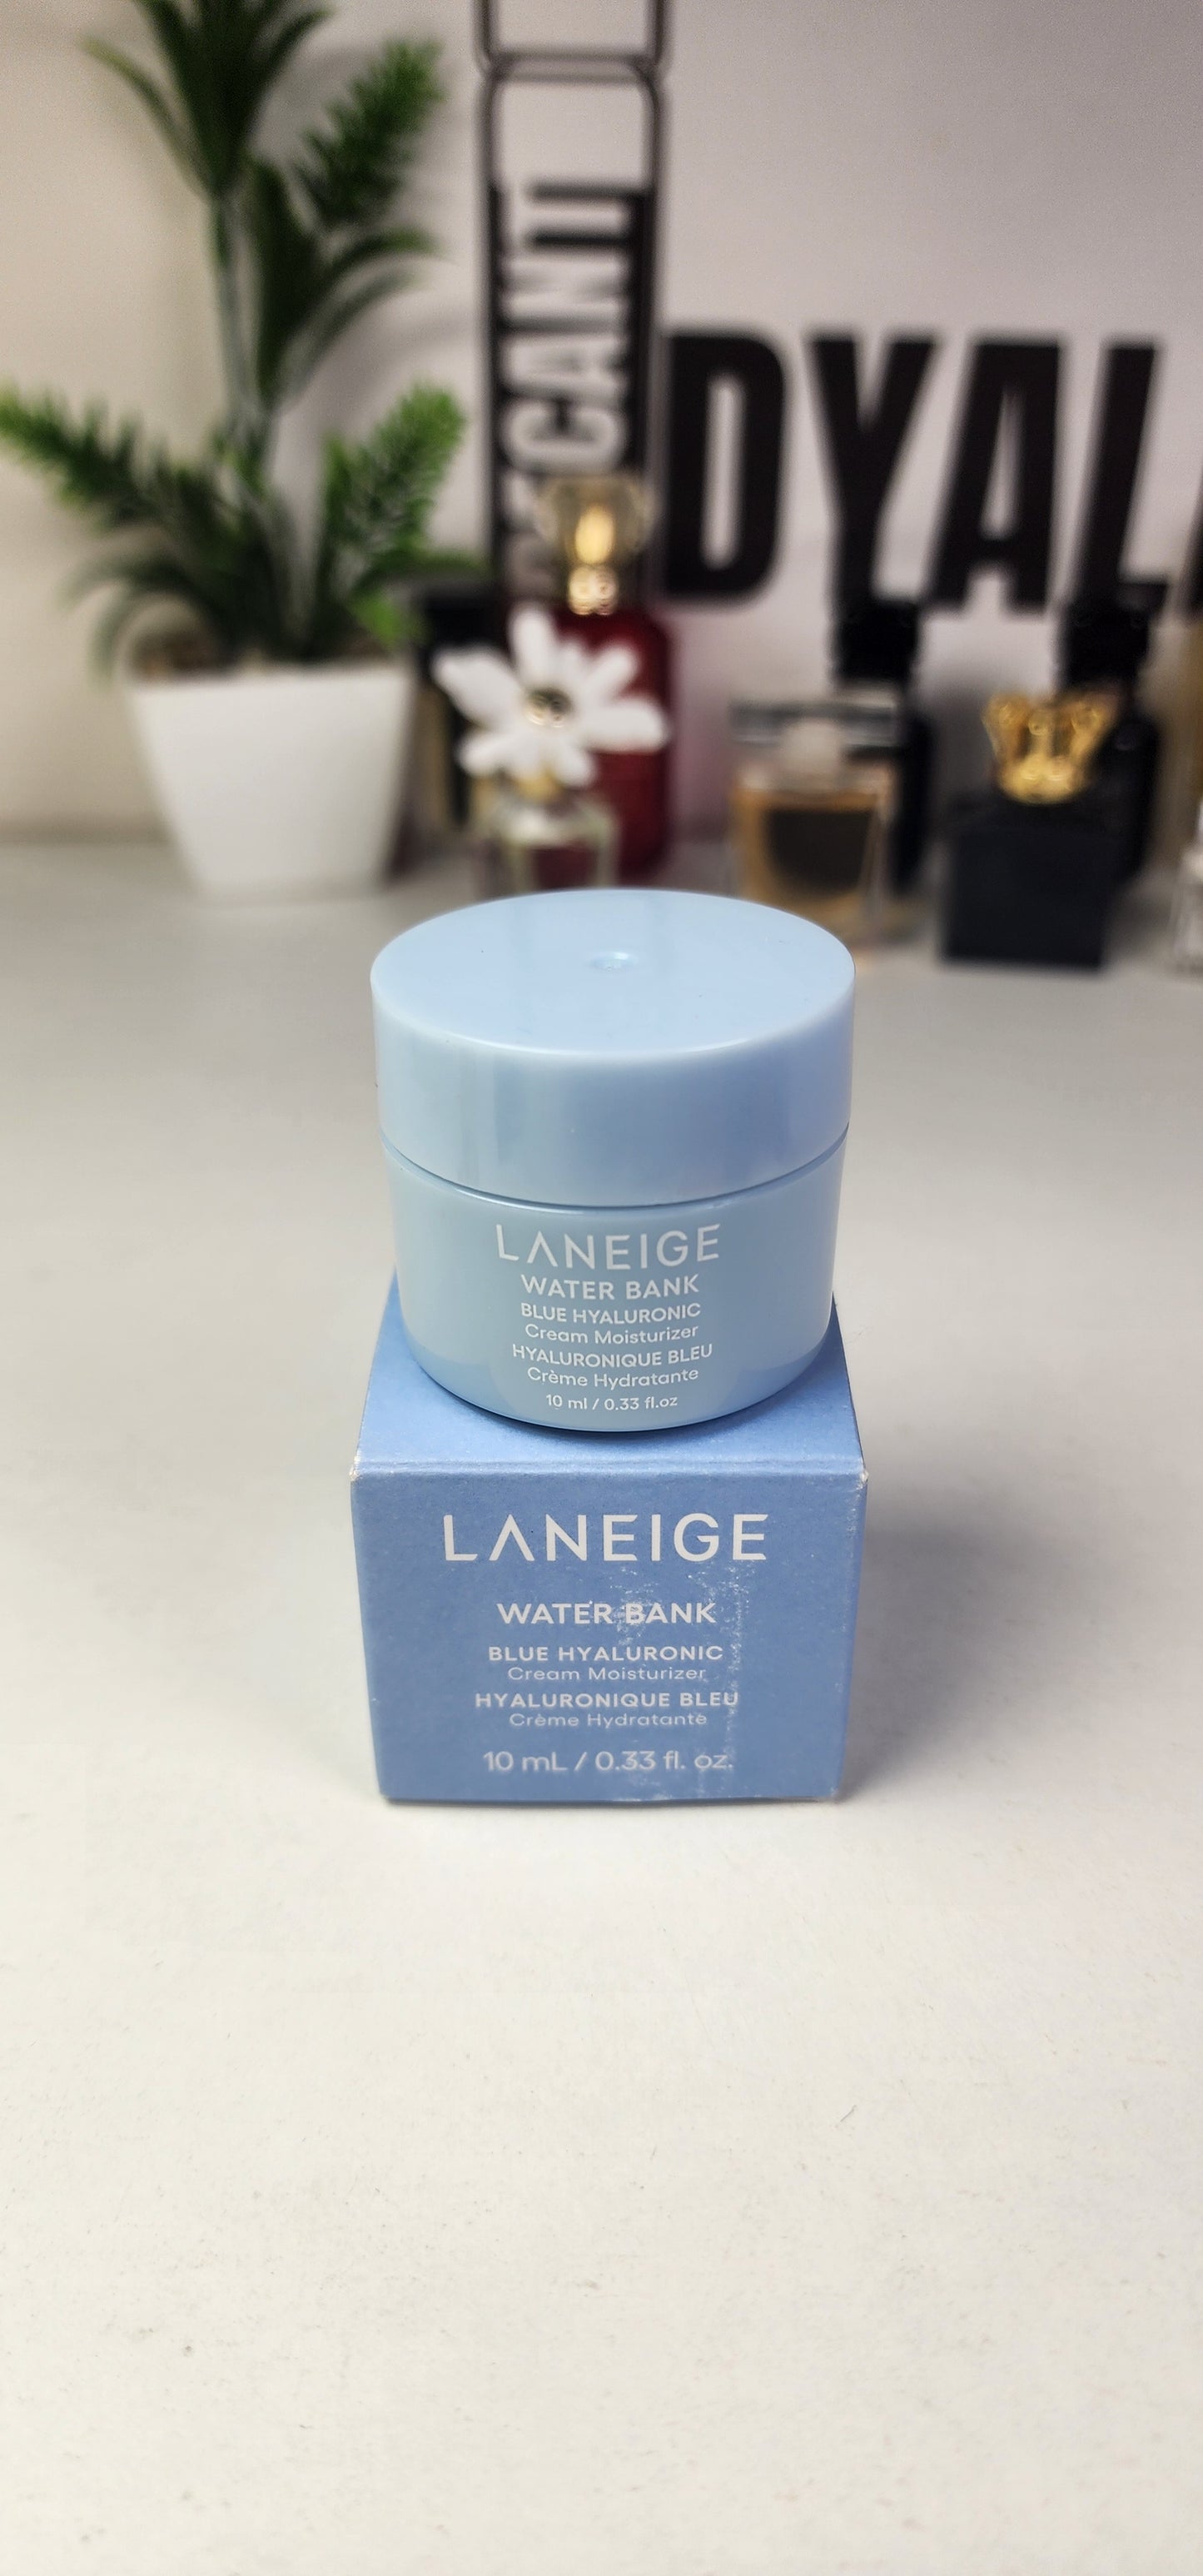 DYAL
LANEIGE
WATER BANK
BLUE HYALURONIC
Cream Moisturizer
HYALURONIQUE BLEU
Crème Hydratante
10 ml / 0.33 fl.oz
LANEIGE
WATER BANK
BLUE HYALURONIC
Cream Moisturizer
HYALURONIQUE BLEU
Crème Hydratante
10 mL / 0.33 fl. oz.